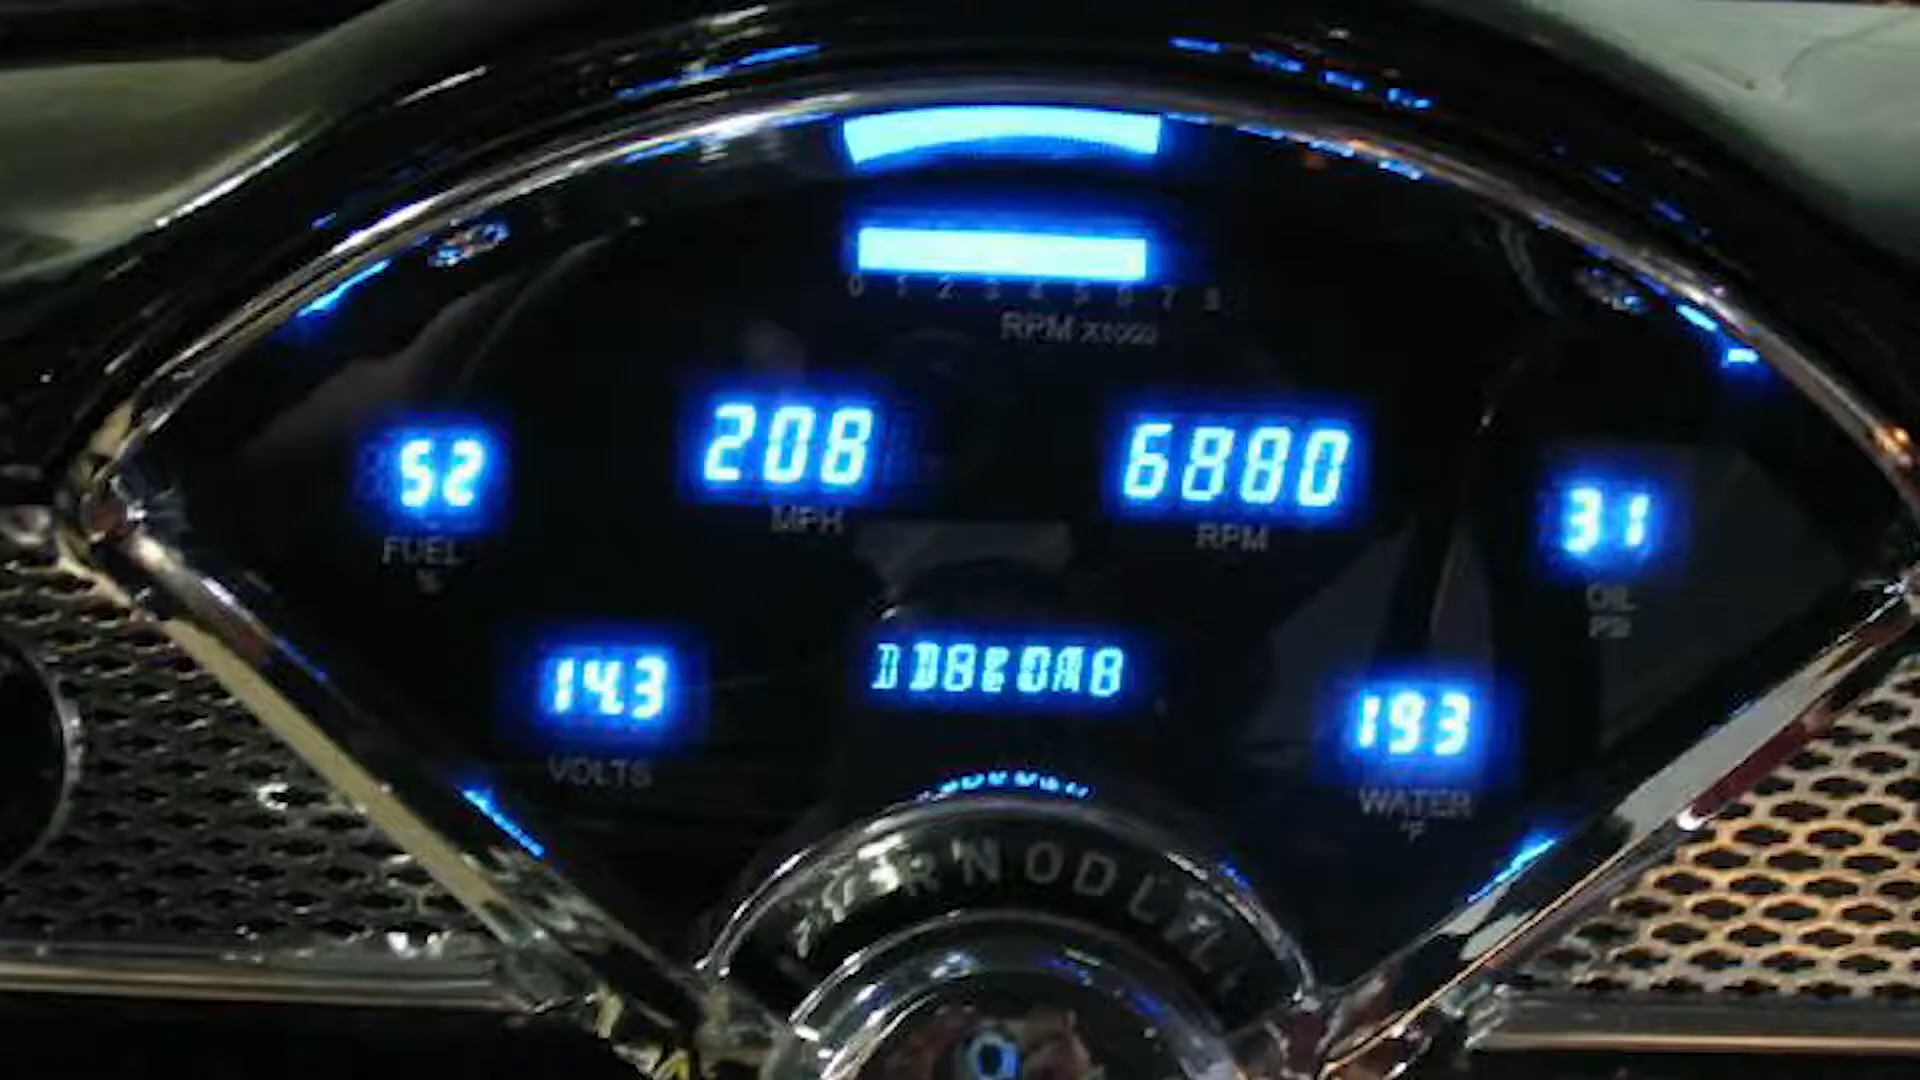 0 1 2 3 4 5 6 7 8
RPM X1000
52
208
6880
31
FUEL
%
MPH
RPM
OIL
PSI
14.3
193
VOLTS
WATER
°F